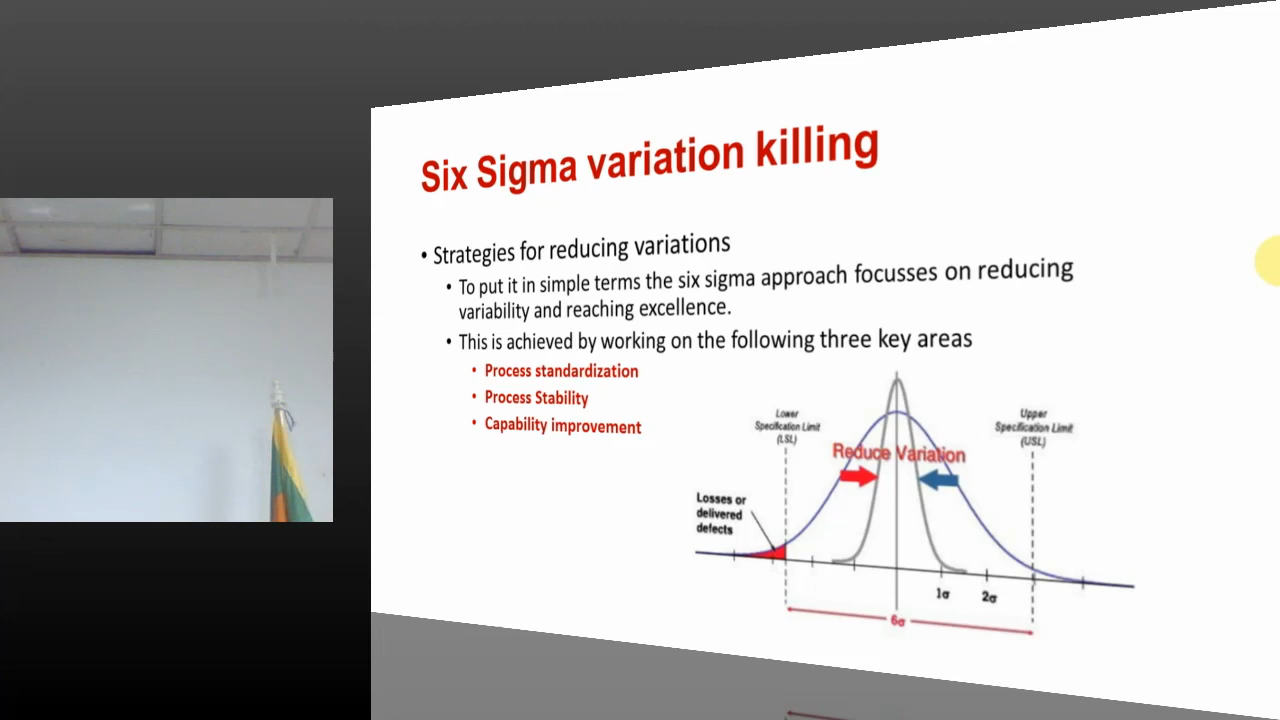 Six Sigma variation killing
• Strategies for reducing variations
• To put it in simple terms the six sigma approach focusses on reducing
variability and reaching excellence.
• This is achieved by working on the following three key areas
• Process standardization
• Process Stability
• Capability improvement
Lower
Specification Limit
(LSL)
Upper
Specification Limit
(USL)
Reduce Variation
Losses or
delivered
defects
1σ
2σ
6σ